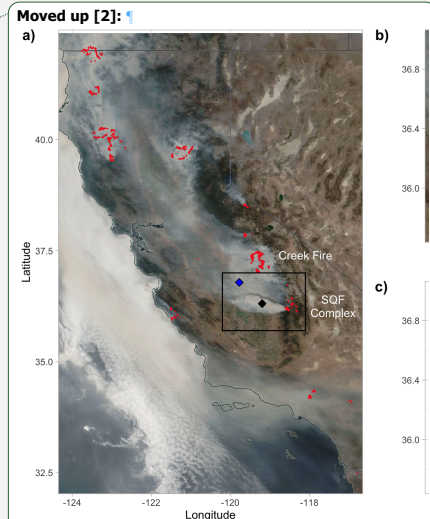 Moved up [2]: ¶
a)
b)
40.0
37.5
35.0
32.5
Latitude
Creek Fire
SQF
Complex
-124
-122
-120
-118
Longitude
36.8
36.4
36.0
c)
36.8
36.4
36.0